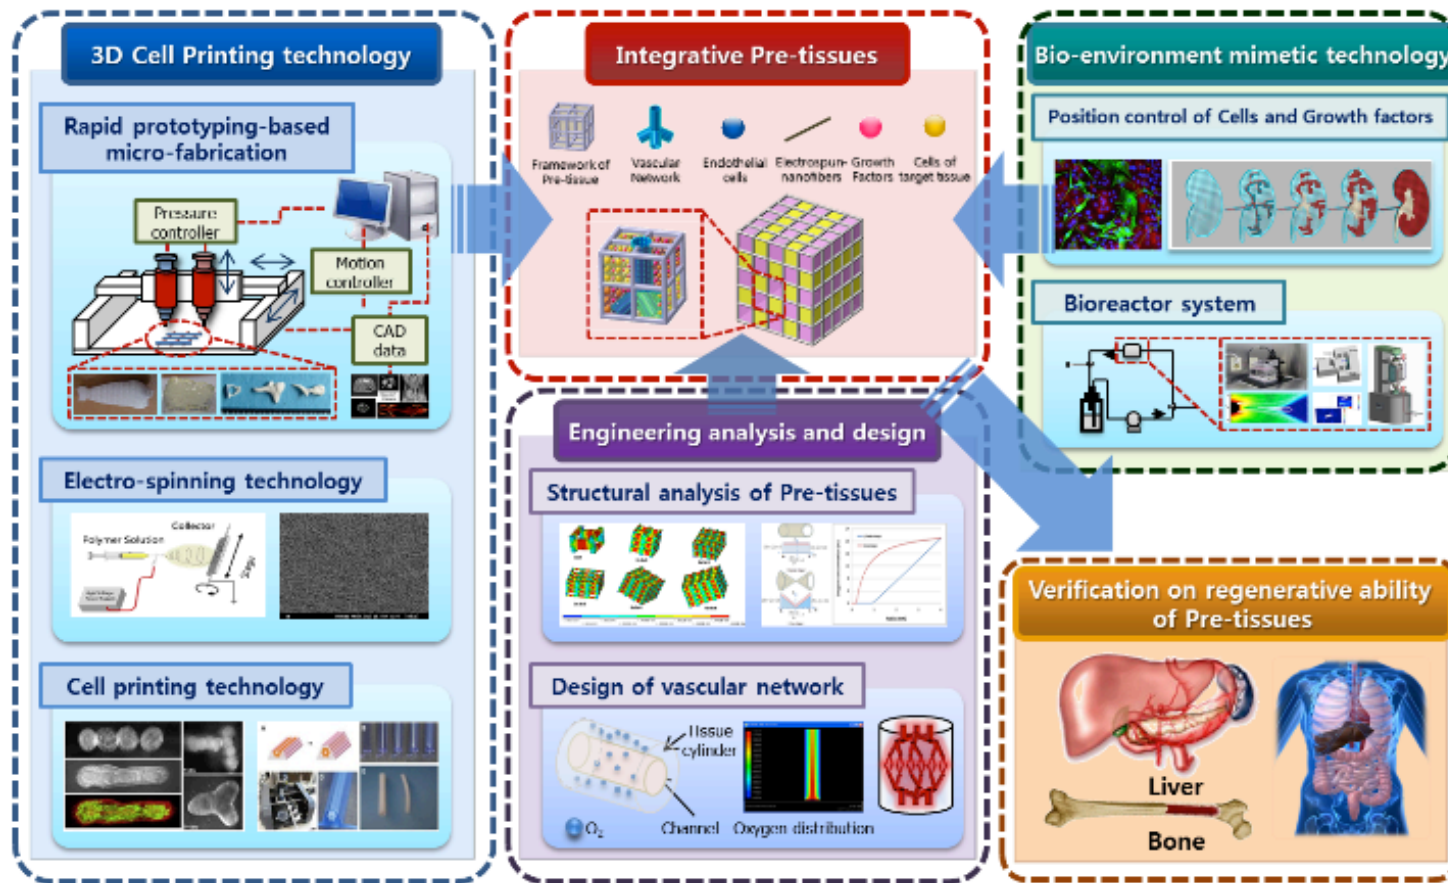 3D Cell Printing technology
Rapid prototyping-based
micro-fabrication
Pressure
controller
Motion
controller
CAD
data
Electro-spinning technology
Collector
Polymer Solution
Cell printing technology
Integrative Pre-tissues
Framework of
Pre-tissue
Vascular
Network
Endothelial
cells
Electrospun-
nanofibers
Growth
Factors
Cells of
target tissue
Engineering analysis and design
Structural analysis of Pre-tissues
Design of vascular network
Tissue
cylinder
O₂
Channel
Oxygen distribution
Bio-environment mimetic technology
Position control of Cells and Growth factors
Bioreactor system
Verification on regenerative ability
of Pre-tissues
Liver
Bone